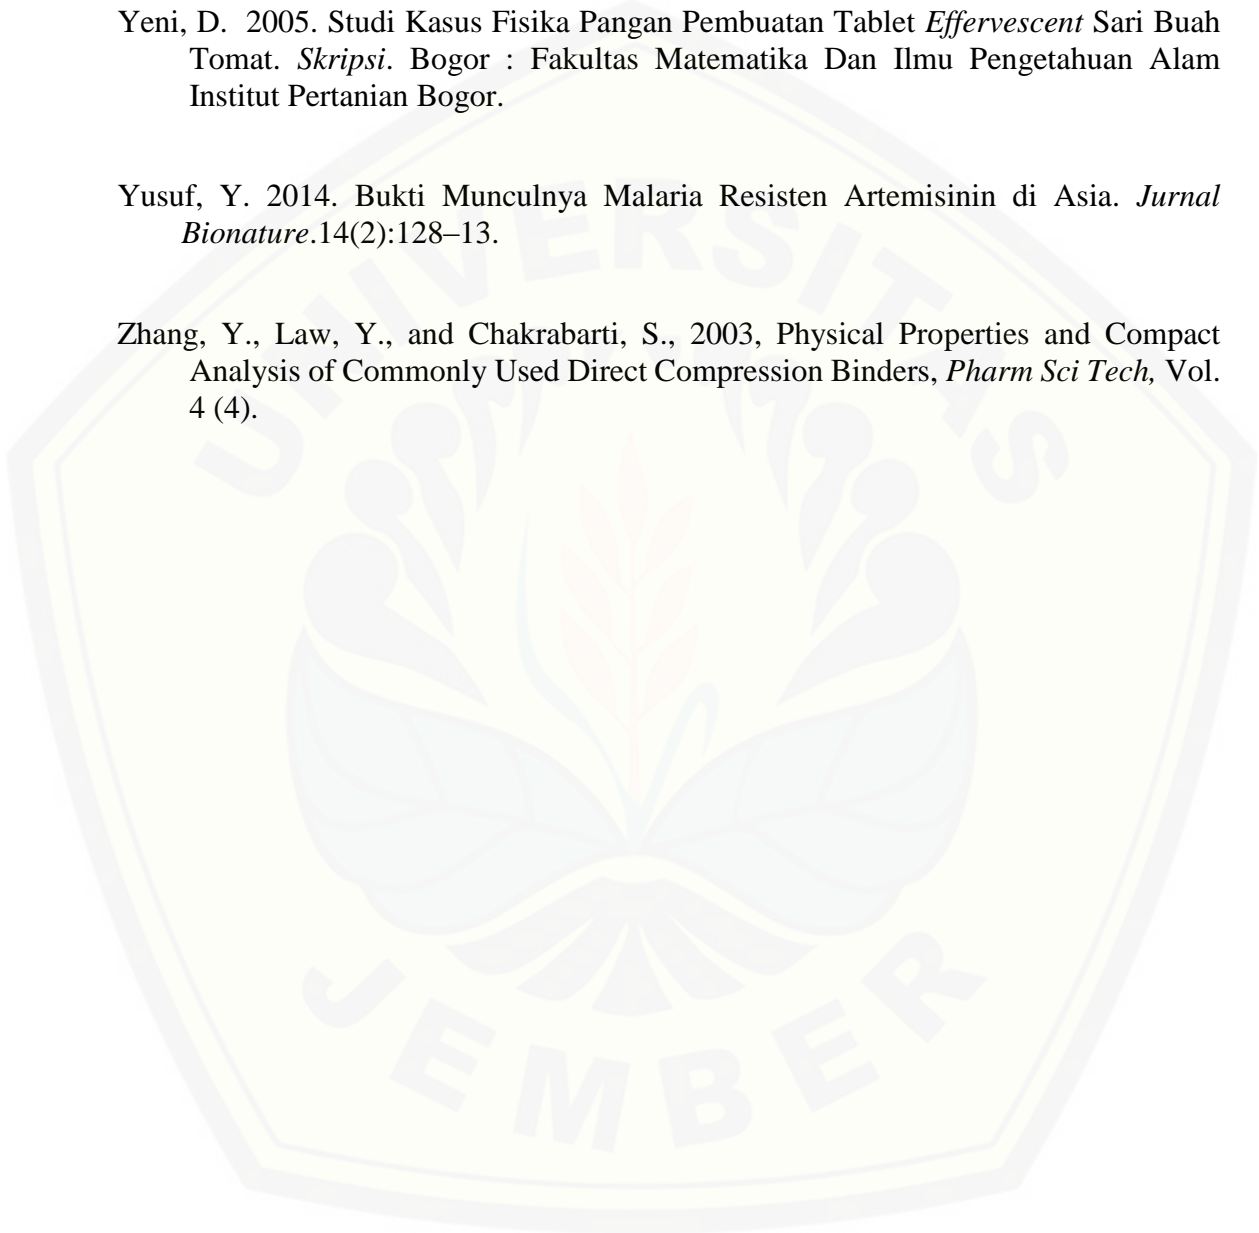 Yeni, D. 2005. Studi Kasus Fisika Pangan Pembuatan Tablet Effervescent Sari Buah
Tomat. Skripsi. Bogor : Fakultas Matematika Dan Ilmu Pengetahuan Alam
Institut Pertanian Bogor.
Yusuf, Y. 2014. Bukti Munculnya Malaria Resisten Artemisinin di Asia. Jurnal
Bionature.14(2):128–13.
Zhang, Y., Law, Y., and Chakrabarti, S., 2003, Physical Properties and Compact
Analysis of Commonly Used Direct Compression Binders, Pharm Sci Tech, Vol.
4 (4).
UNIVERSITAS
JEMBER